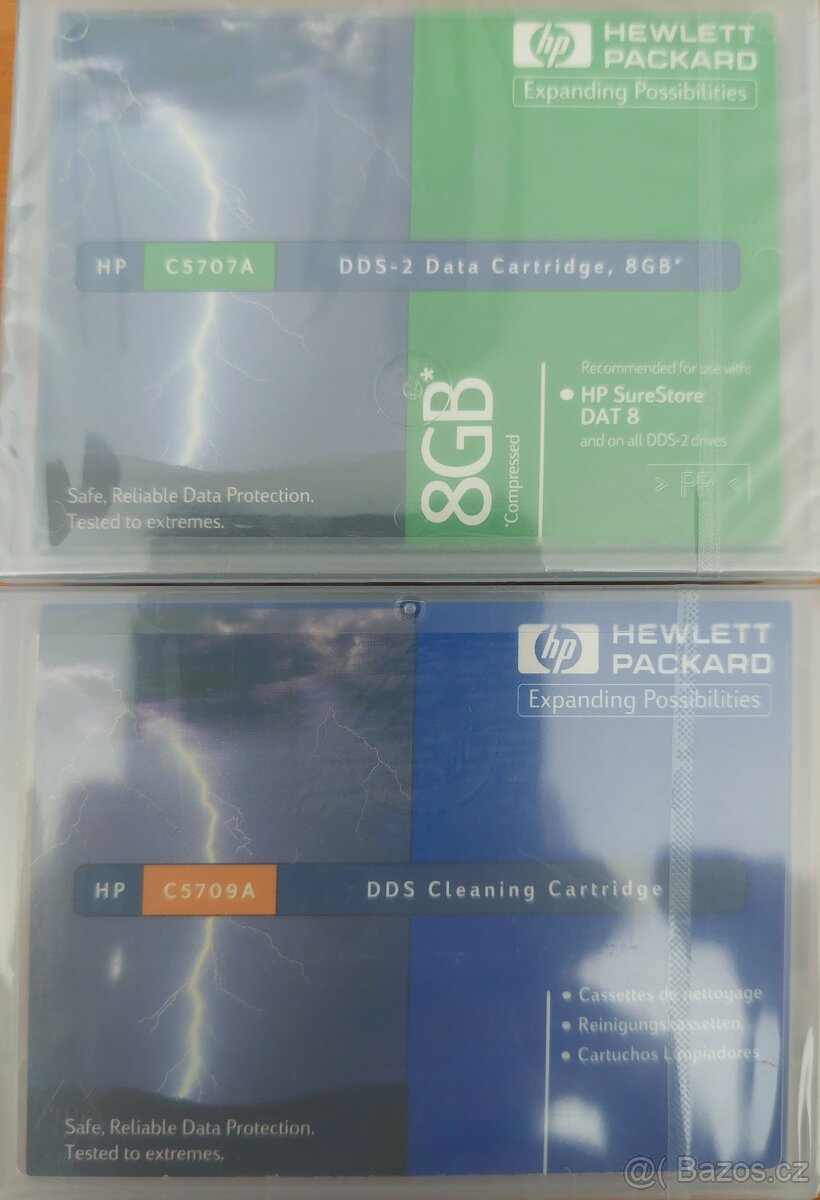 hp HEWLETT
PACKARD
Expanding Possibilities
HP C5707A DDS-2 Data Cartridge, 8GB*
8GB*
*Compressed
Recommended for use with:
• HP SureStore
DAT 8
and on all DDS-2 drives
> PP <
Safe, Reliable Data Protection.
Tested to extremes.
hp HEWLETT
PACKARD
Expanding Possibilities
HP C5709A DDS Cleaning Cartridge
• Cassettes de nettoyage
• Reinigungskassetten
• Cartuchos Limpiadores
Safe, Reliable Data Protection.
Tested to extremes.
@( Bazos.cz